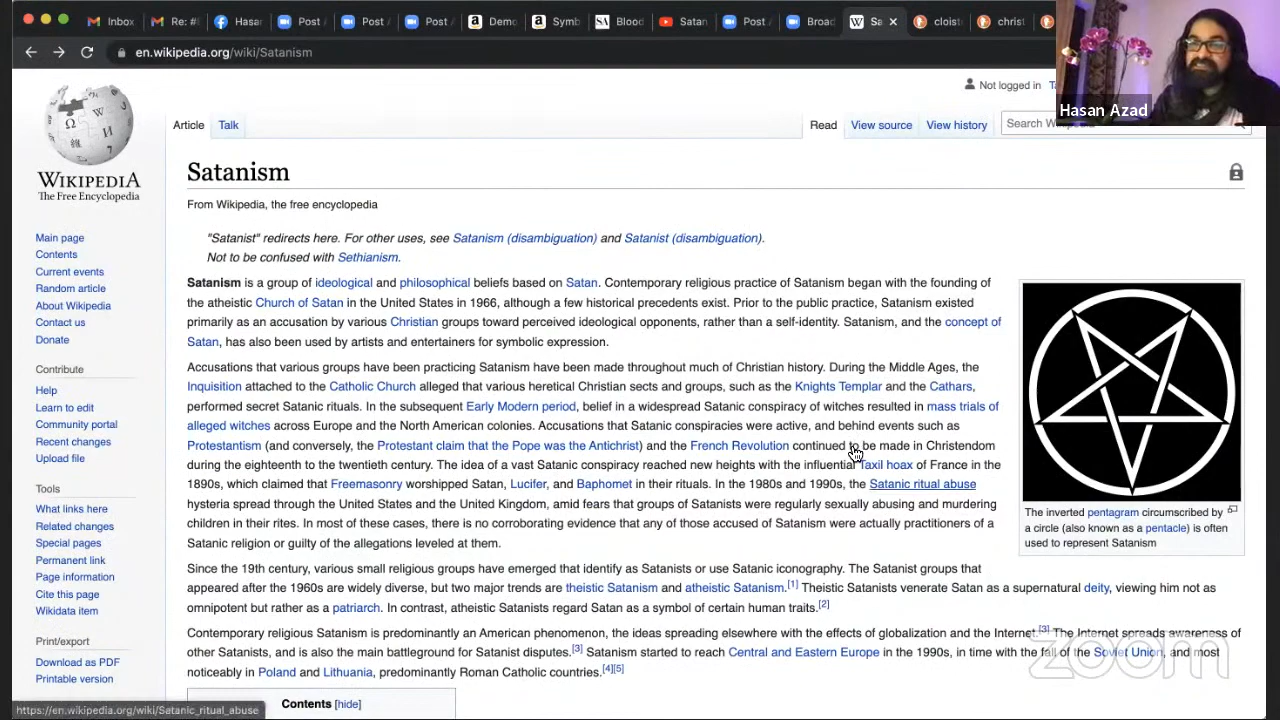 Inbox
Re: #
Hasan
Post
Post
Post
Demo
Symb
Blood
Satan
Post
Broad
Sa
cloist
christ
en.wikipedia.org/wiki/Satanism
Hasan Azad
Not logged in
Article
Talk
Read
View source
View history
Search
WIKIPEDIA
The Free Encyclopedia
Main page
Contents
Current events
Random article
About Wikipedia
Contact us
Donate
Contribute
Help
Learn to edit
Community portal
Recent changes
Upload file
Tools
What links here
Related changes
Special pages
Permanent link
Page information
Cite this page
Wikidata item
Print/export
Download as PDF
Printable version
Satanism
From Wikipedia, the free encyclopedia
"Satanist" redirects here. For other uses, see Satanism (disambiguation) and Satanist (disambiguation).
Not to be confused with Sethianism.
Satanism is a group of ideological and philosophical beliefs based on Satan. Contemporary religious practice of Satanism began with the founding of
the atheistic Church of Satan in the United States in 1966, although a few historical precedents exist. Prior to the public practice, Satanism existed
primarily as an accusation by various Christian groups toward perceived ideological opponents, rather than a self-identity. Satanism, and the concept of
Satan, has also been used by artists and entertainers for symbolic expression.
Accusations that various groups have been practicing Satanism have been made throughout much of Christian history. During the Middle Ages, the
Inquisition attached to the Catholic Church alleged that various heretical Christian sects and groups, such as the Knights Templar and the Cathars,
performed secret Satanic rituals. In the subsequent Early Modern period, belief in a widespread Satanic conspiracy of witches resulted in mass trials of
alleged witches across Europe and the North American colonies. Accusations that Satanic conspiracies were active, and behind events such as
Protestantism (and conversely, the Protestant claim that the Pope was the Antichrist) and the French Revolution continued to be made in Christendom
during the eighteenth to the twentieth century. The idea of a vast Satanic conspiracy reached new heights with the influential Taxil hoax of France in the
1890s, which claimed that Freemasonry worshipped Satan, Lucifer, and Baphomet in their rituals. In the 1980s and 1990s, the Satanic ritual abuse
hysteria spread through the United States and the United Kingdom, amid fears that groups of Satanists were regularly sexually abusing and murdering
children in their rites. In most of these cases, there is no corroborating evidence that any of those accused of Satanism were actually practitioners of a
Satanic religion or guilty of the allegations leveled at them.
The inverted pentagram circumscribed by
a circle (also known as a pentacle) is often
used to represent Satanism
Since the 19th century, various small religious groups have emerged that identify as Satanists or use Satanic iconography. The Satanist groups that
appeared after the 1960s are widely diverse, but two major trends are theistic Satanism and atheistic Satanism.[1] Theistic Satanists venerate Satan as a supernatural deity, viewing him not as
omnipotent but rather as a patriarch. In contrast, atheistic Satanists regard Satan as a symbol of certain human traits.[2]
Contemporary religious Satanism is predominantly an American phenomenon, the ideas spreading elsewhere with the effects of globalization and the Internet.[3] The Internet spreads awareness of
other Satanists, and is also the main battleground for Satanist disputes.[3] Satanism started to reach Central and Eastern Europe in the 1990s, in time with the fall of the Soviet Union, and most
noticeably in Poland and Lithuania, predominantly Roman Catholic countries.[4][5]
Contents [hide]
zoom
https://en.wikipedia.org/wiki/Satanic_ritual_abuse